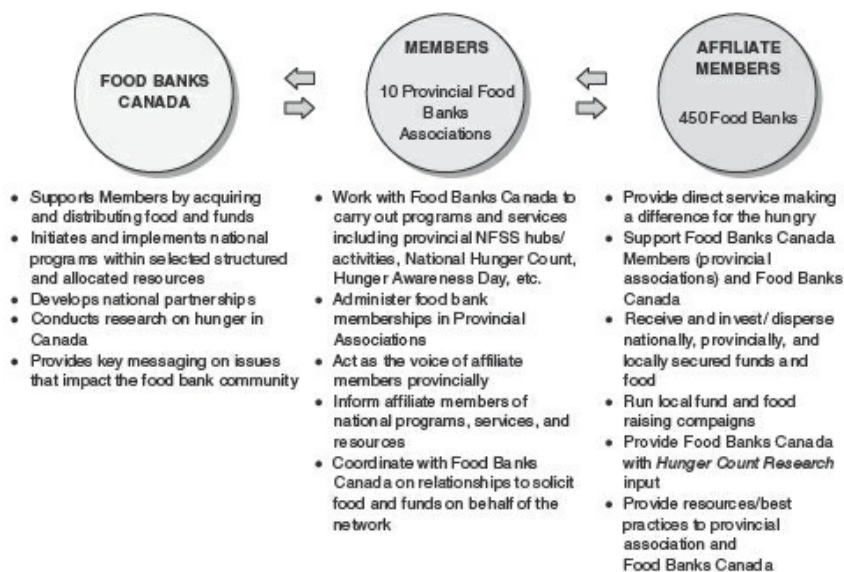 FOOD BANKS
CANADA
MEMBERS
10 Provincial Food
Banks
Associations
AFFILIATE
MEMBERS
450 Food Banks
• Supports Members by acquiring
and distributing food and funds
• Initiates and implements national
programs within selected structured
and allocated resources
• Develops national partnerships
• Conducts research on hunger in
Canada
• Provides key messaging on issues
that impact the food bank community
• Work with Food Banks Canada to
carry out programs and services
including provincial NFSS hubs/
activities, National Hunger Count,
Hunger Awareness Day, etc.
• Administer food bank
memberships in Provincial
Associations
• Act as the voice of affiliate
members provincially
• Inform affiliate members of
national programs, services, and
resources
• Coordinate with Food Banks
Canada on relationships to solicit
food and funds on behalf of the
network
• Provide direct service making
a difference for the hungry
• Support Food Banks Canada
Members (provincial
associations) and Food Banks
Canada
• Receive and invest/disperse
nationally, provincially, and
locally secured funds and
food
• Run local fund and food
raising compaigns
• Provide Food Banks Canada
with Hunger Count Research
input
• Provide resources/best
practices to provincial
association and
Food Banks Canada